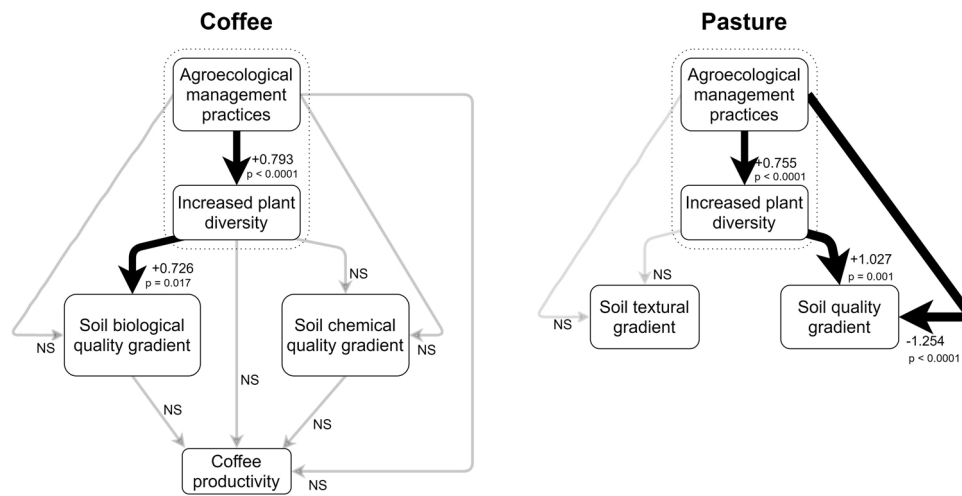 Coffee
Agroecological
management
practices
+0.793
p < 0.0001
Increased plant
diversity
+0.726
p = 0.017
NS
Soil biological
quality gradient
Soil chemical
quality gradient
NS
NS
NS
NS
NS
Coffee
productivity
NS
Pasture
Agroecological
management
practices
+0.755
p < 0.0001
Increased plant
diversity
NS
+1.027
p = 0.001
Soil textural
gradient
Soil quality
gradient
NS
-1.254
p < 0.0001